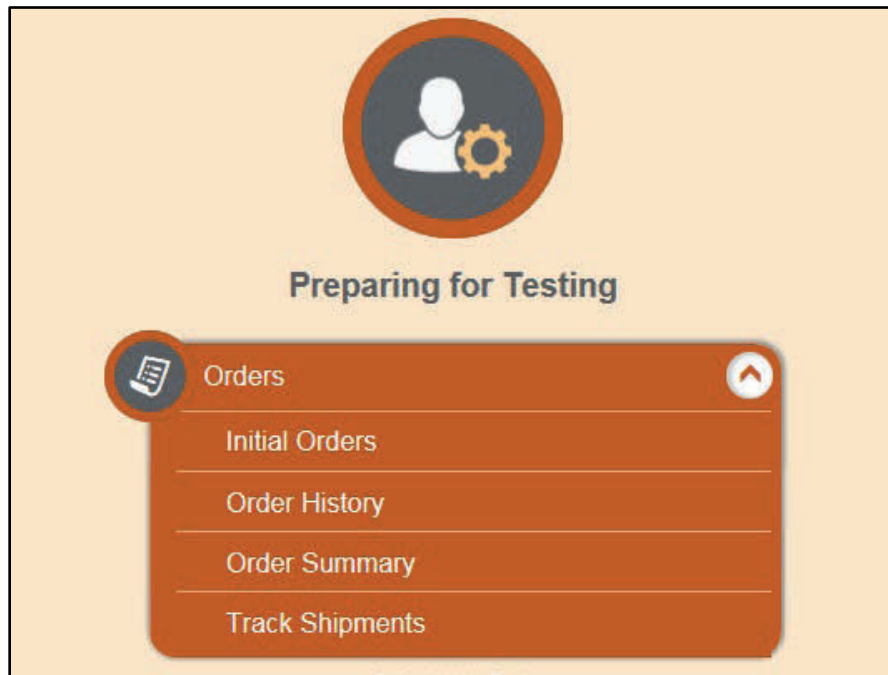 Preparing for Testing
Orders
Initial Orders
Order History
Order Summary
Track Shipments